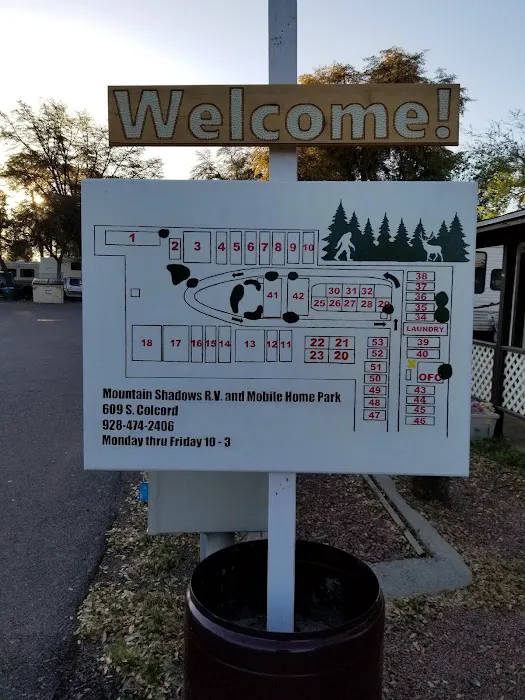 Welcome!
1 2 3 4 5 6 7 8 9 10
38
37
36
35
34
LAUNDRY
41 42
30 31 32
25 26 27 28 29
18 17 16 15 14 13 12 11
22 21
23 20
53
52
51
50
49
48
47
39
40
OFC
43
44
45
46
Mountain Shadows R.V. and Mobile Home Park
609 S. Colcord
928-474-2406
Monday thru Friday 10 - 3